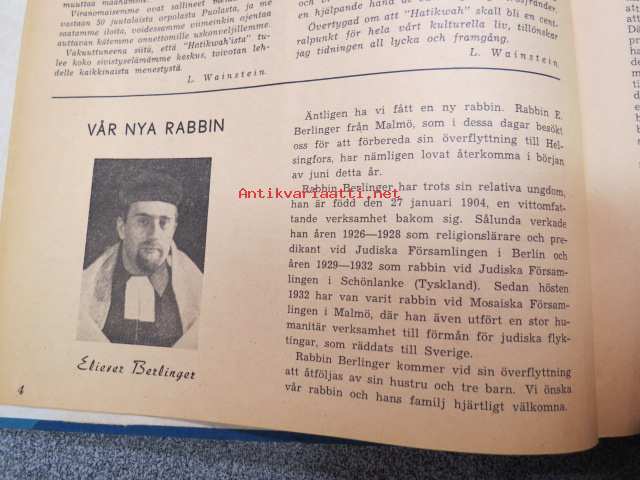 muuttaa maahamme.
Viranomaisemme ovat sallineet
vastaan 50 juutalaista orpolasta Puolasta, ja me
saatamme iloita, voidessamme viimeinkin ojentaa
auttavan kätemme onnettomille uskonveljillemme.
Vakuuttuneena siitä, että "Hatikwah'ista" tu-
lee koko sivistyselämämme keskus, toivotan leh-
delle kaikkinaista menestystä.
L. Wainstein
en hjälpande hand åt
Övertygad om att "Hatikwah" skall bli en cent-
ralpunkt för hela vårt kulturella liv, tillönskar
jag tidningen all lycka och framgång.
L. Wainstein
VÅR NYA RABBIN
Eliever Berlinger
4
Äntligen ha vi fått en ny rabbin. Rabbin E.
Berlinger från Malmö, som i dessa dagar besökt
oss för att förbereda sin överflyttning till Hel-
singfors, har nämligen lovat återkomma i början
av juni detta år.
Antikvariaatti.net
Rabbin Berlinger har trots sin relativa ungdom,
han är född den 27 januari 1904, en vittomfat-
tande verksamhet bakom sig. Sålunda verkade
han åren 1926—1928 som religionslärare och pre-
dikant vid Judiska Församlingen i Berlin och
åren 1929—1932 som rabbin vid Judiska Försam-
lingen i Schönlanke (Tyskland). Sedan hösten
1932 har han varit rabbin vid Mosaiska Försam-
lingen i Malmö, där han även utfört en stor hu-
manitär verksamhet till förmån för judiska flyk-
tingar, som räddats till Sverige.
Rabbin Berlinger kommer vid sin överflyttning
att åtföljas av sin hustru och tre barn. Vi önska
vår rabbin och hans familj hjärtligt välkomna.